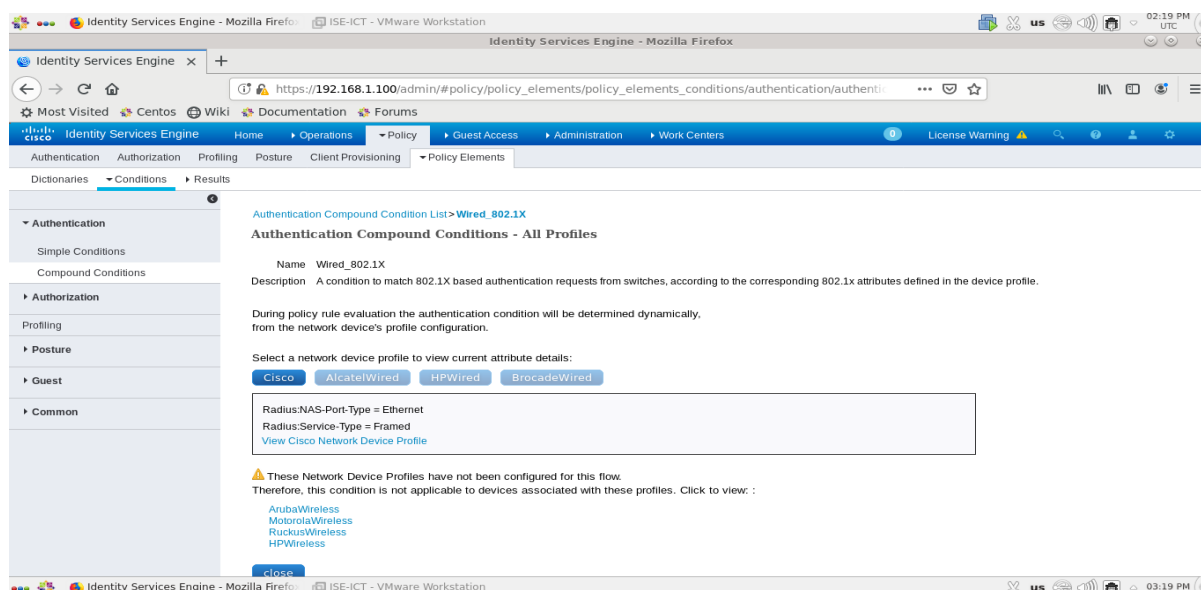 Identity Services Engine - Mozilla Firefo ISE-ICT - VMware Workstation us 02:19 PM
UTC
Identity Services Engine - Mozilla Firefox
Identity Services Engine × +
https://192.168.1.100/admin/#policy/policy_elements/policy_elements_conditions/authentication/authentic
Most Visited Centos Wiki Documentation Forums
cisco Identity Services Engine Home Operations Policy Guest Access Administration Work Centers 0 License Warning
Authentication Authorization Profiling Posture Client Provisioning Policy Elements
Dictionaries Conditions Results
Authentication
Simple Conditions
Compound Conditions
Authorization
Profiling
Posture
Guest
Common
Authentication Compound Condition List > Wired_802.1X
Authentication Compound Conditions - All Profiles
Name Wired_802.1X
Description A condition to match 802.1X based authentication requests from switches, according to the corresponding 802.1x attributes defined in the device profile.
During policy rule evaluation the authentication condition will be determined dynamically,
from the network device's profile configuration.
Select a network device profile to view current attribute details:
Cisco AlcatelWired HPWired BrocadeWired
Radius:NAS-Port-Type = Ethernet
Radius:Service-Type = Framed
View Cisco Network Device Profile
These Network Device Profiles have not been configured for this flow.
Therefore, this condition is not applicable to devices associated with these profiles. Click to view: :
ArubaWireless
MotorolaWireless
RuckusWireless
HPWireless
close
Identity Services Engine - Mozilla Firefo ISE-ICT - VMware Workstation us 03:19 PM